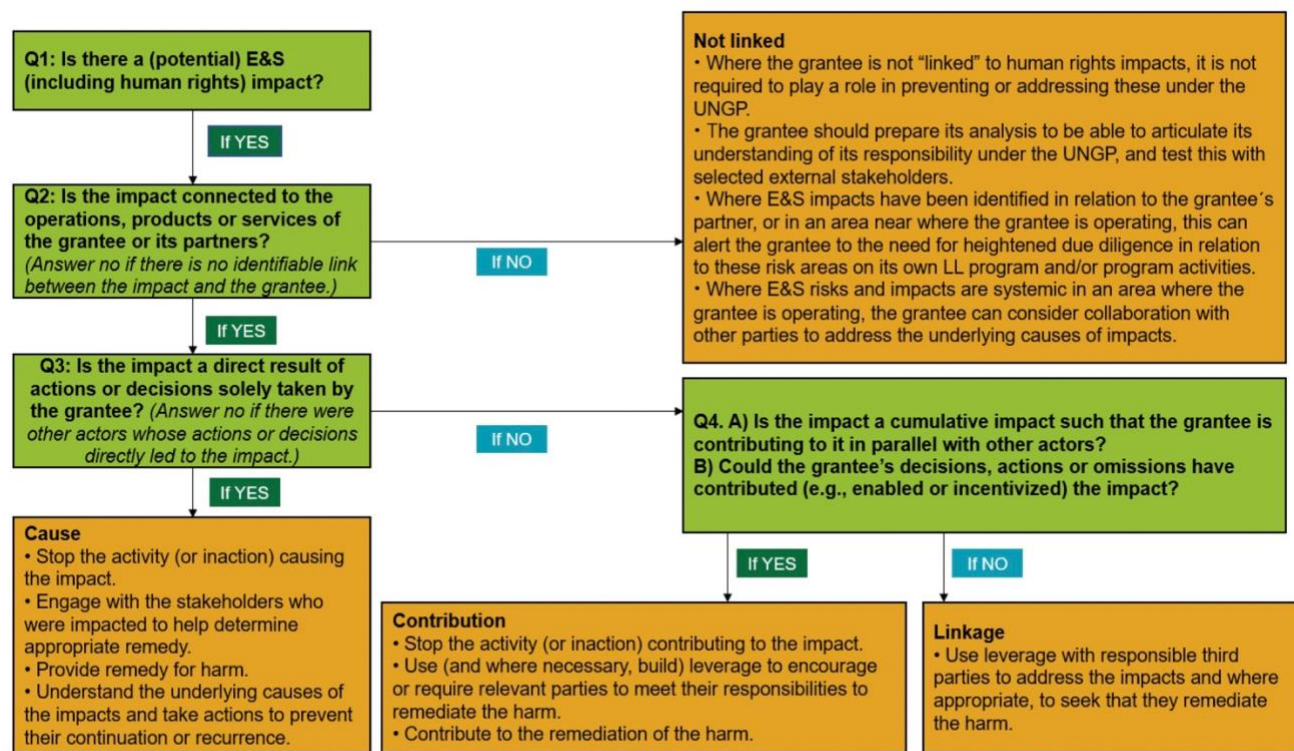 Q1: Is there a (potential) E&S
(including human rights) impact?
If YES
Q2: Is the impact connected to the
operations, products or services of
the grantee or its partners?
(Answer no if there is no identifiable link
between the impact and the grantee.)
If NO
Not linked
• Where the grantee is not “linked” to human rights impacts, it is not
required to play a role in preventing or addressing these under the
UNGP.
• The grantee should prepare its analysis to be able to articulate its
understanding of its responsibility under the UNGP, and test this with
selected external stakeholders.
• Where E&S impacts have been identified in relation to the grantee´s
partner, or in an area near where the grantee is operating, this can
alert the grantee to the need for heightened due diligence in relation
to these risk areas on its own LL program and/or program activities.
• Where E&S risks and impacts are systemic in an area where the
grantee is operating, the grantee can consider collaboration with
other parties to address the underlying causes of impacts.
If YES
Q3: Is the impact a direct result of
actions or decisions solely taken by
the grantee? (Answer no if there were
other actors whose actions or decisions
directly led to the impact.)
If NO
Q4. A) Is the impact a cumulative impact such that the grantee is
contributing to it in parallel with other actors?
B) Could the grantee’s decisions, actions or omissions have
contributed (e.g., enabled or incentivized) the impact?
If YES
Cause
• Stop the activity (or inaction) causing
the impact.
• Engage with the stakeholders who
were impacted to help determine
appropriate remedy.
• Provide remedy for harm.
• Understand the underlying causes of
the impacts and take actions to prevent
their continuation or recurrence.
If YES
Contribution
• Stop the activity (or inaction) contributing to the impact.
• Use (and where necessary, build) leverage to encourage
or require relevant parties to meet their responsibilities to
remediate the harm.
• Contribute to the remediation of the harm.
If NO
Linkage
• Use leverage with responsible third
parties to address the impacts and where
appropriate, to seek that they remediate
the harm.